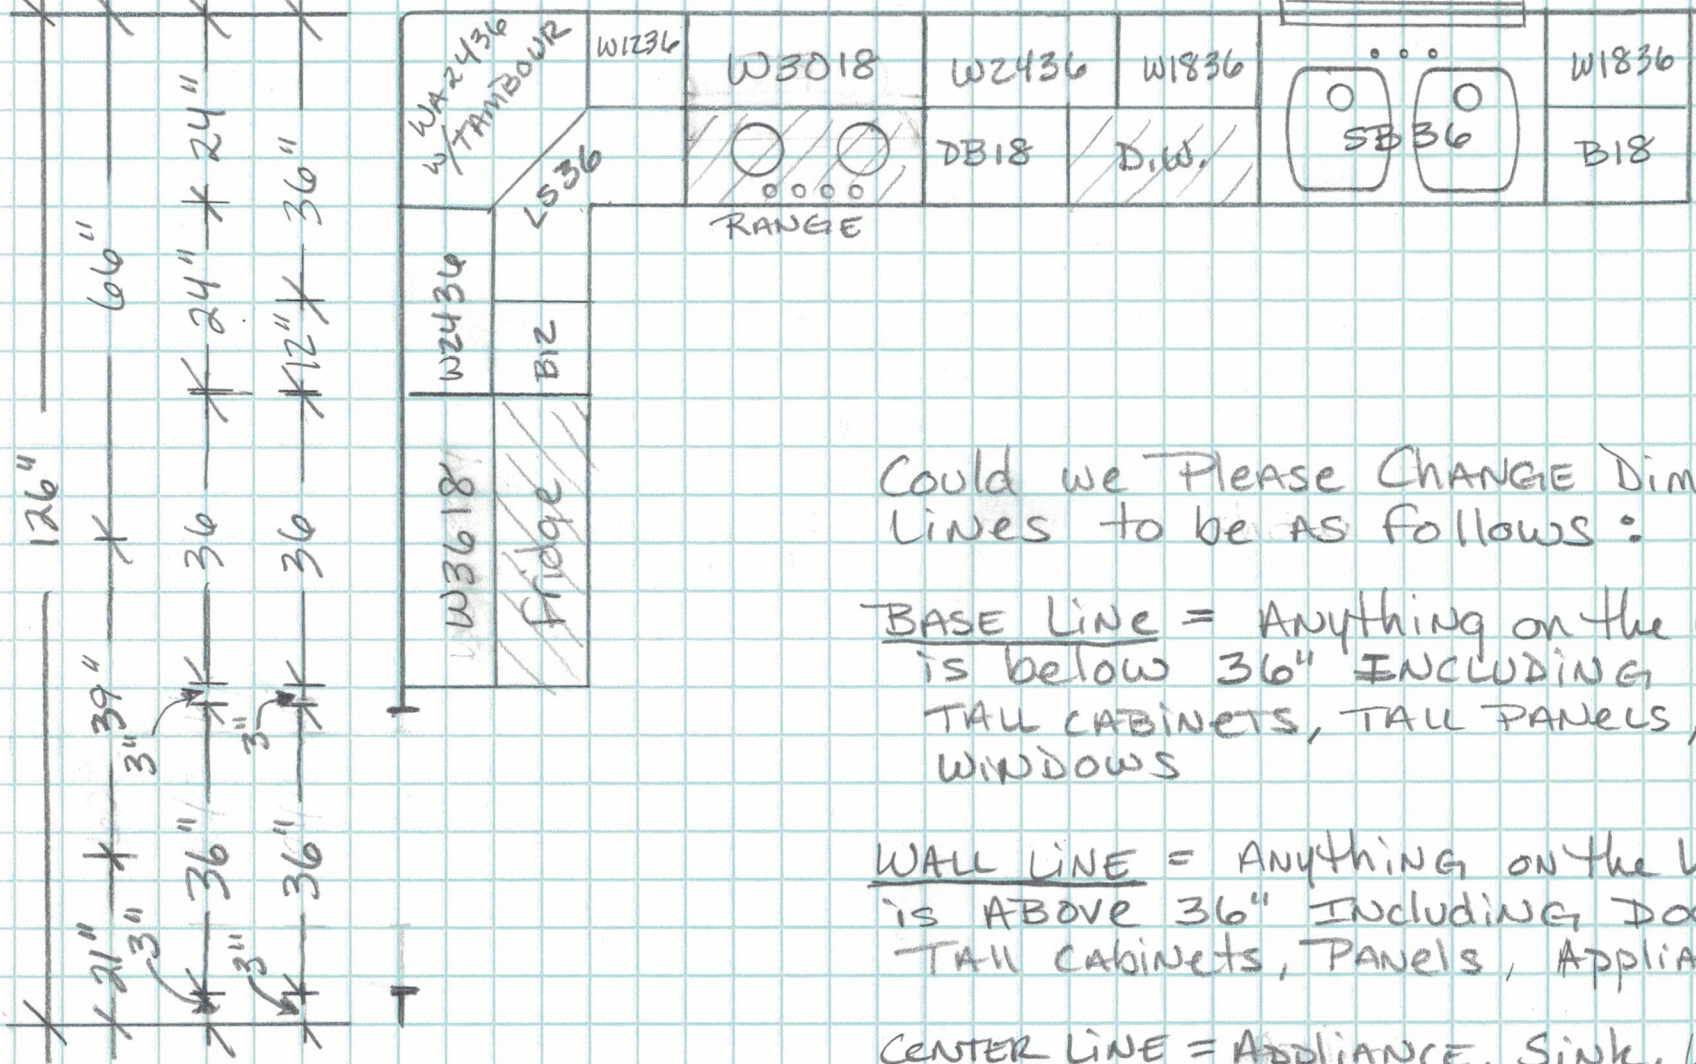 WA2436
W/TAMBOUR
W1236
W3018
W2436
W1836
W1836
LS36
DB18
D.W.
SB36
B18
RANGE
W2436
B12
W3618
fridge
126"
66"
39"
21"
24"
24"
36
3"
36"
3"
36"
12"
36
3"
36"
3"
Could we Please CHANGE Dim
Lines to be AS Follows:
BASE LiNe = ANythiNg on the
is below 36" INCLUDiNG
TALL CABiNeTS, TALL PANeLS,
WiNDOWS
WALL LiNE = ANYthiNG oN the
is ABOVe 36" INCludiNG
TAll CAbiNets, PANels, AppliA
CeNTER LiNE = APPLiANCE, SiNk,